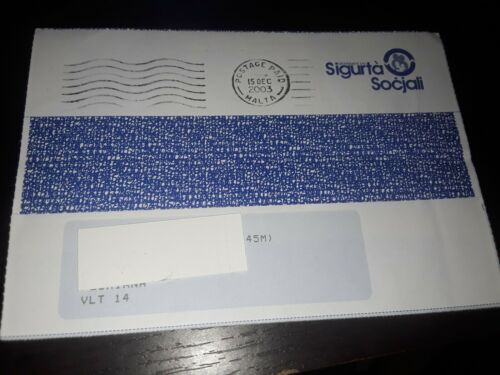 POSTAGE PAID
15 DEC
2003
MALTA
Sigurtà
Soċjali
45M)
VLT 14